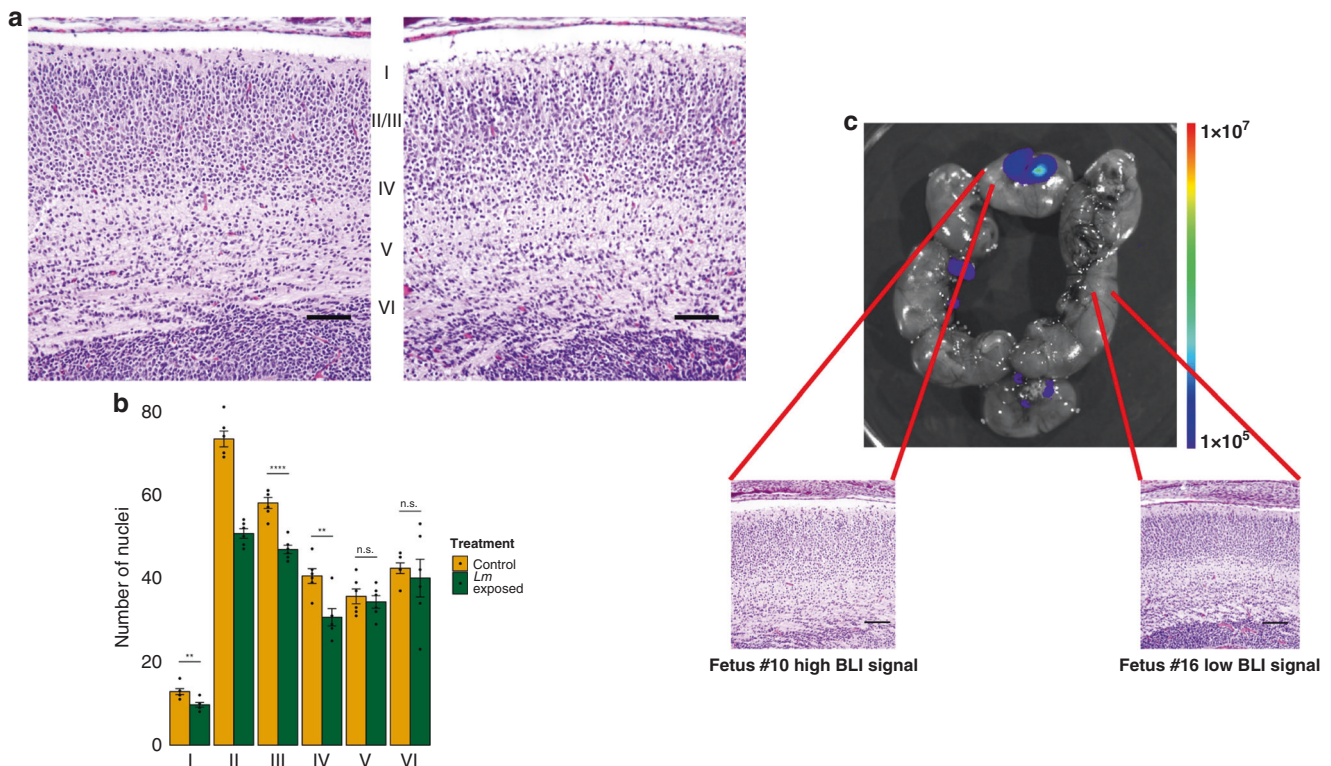 a
I
II/III
IV
V
VI
b
Number of nuclei
80
60
40
20
0
**
****
**
n.s.
n.s.
I
II
III
IV
V
VI
Treatment
Control
Lm
exposed
c
1×10⁷
1×10⁵
Fetus #10 high BLI signal
Fetus #16 low BLI signal